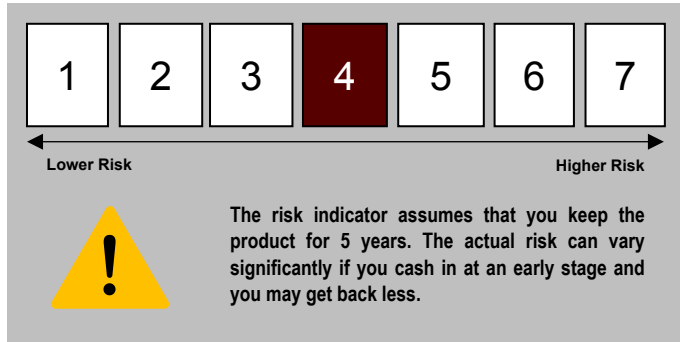 1 2 3 4 5 6 7
Lower Risk Higher Risk
!
The risk indicator assumes that you keep the
product for 5 years. The actual risk can vary
significantly if you cash in at an early stage and
you may get back less.